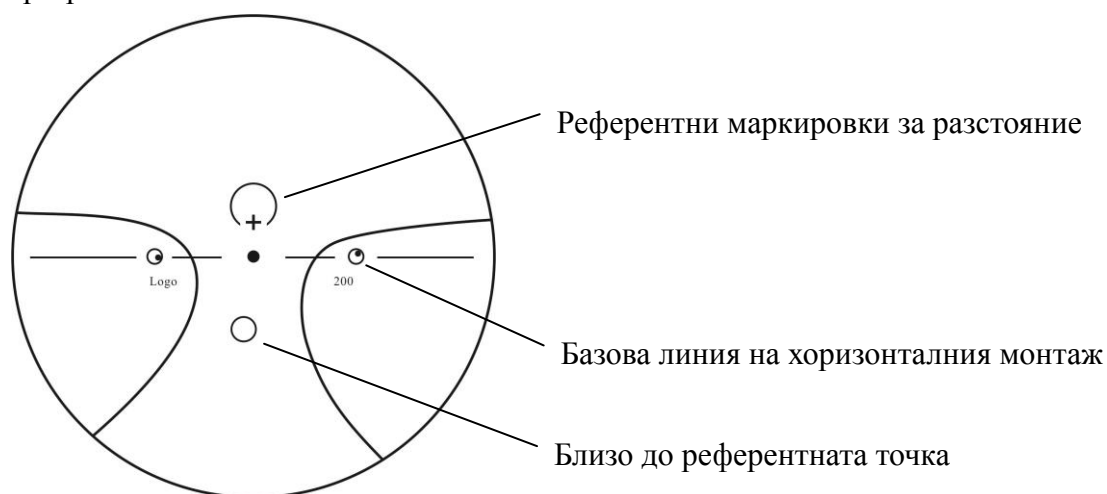 Референтни маркировки за разстояние
Logo
200
Базова линия на хоризонталния монтаж
Близо до референтната точка